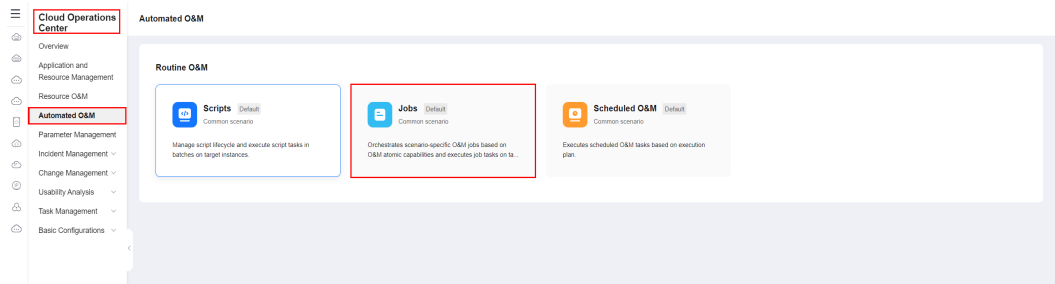 Cloud Operations
Center
Overview
Application and
Resource Management
Resource O&M
Automated O&M
Parameter Management
Incident Management
Change Management
Usability Analysis
Task Management
Basic Configurations
Automated O&M
Routine O&M
Scripts Default
Common scenario
Manage script lifecycle and execute script tasks in
batches on target instances.
Jobs Default
Common scenario
Orchestrates scenario-specific O&M jobs based on
O&M atomic capabilities and executes job tasks on ta...
Scheduled O&M Default
Common scenario
Executes scheduled O&M tasks based on execution
plan.